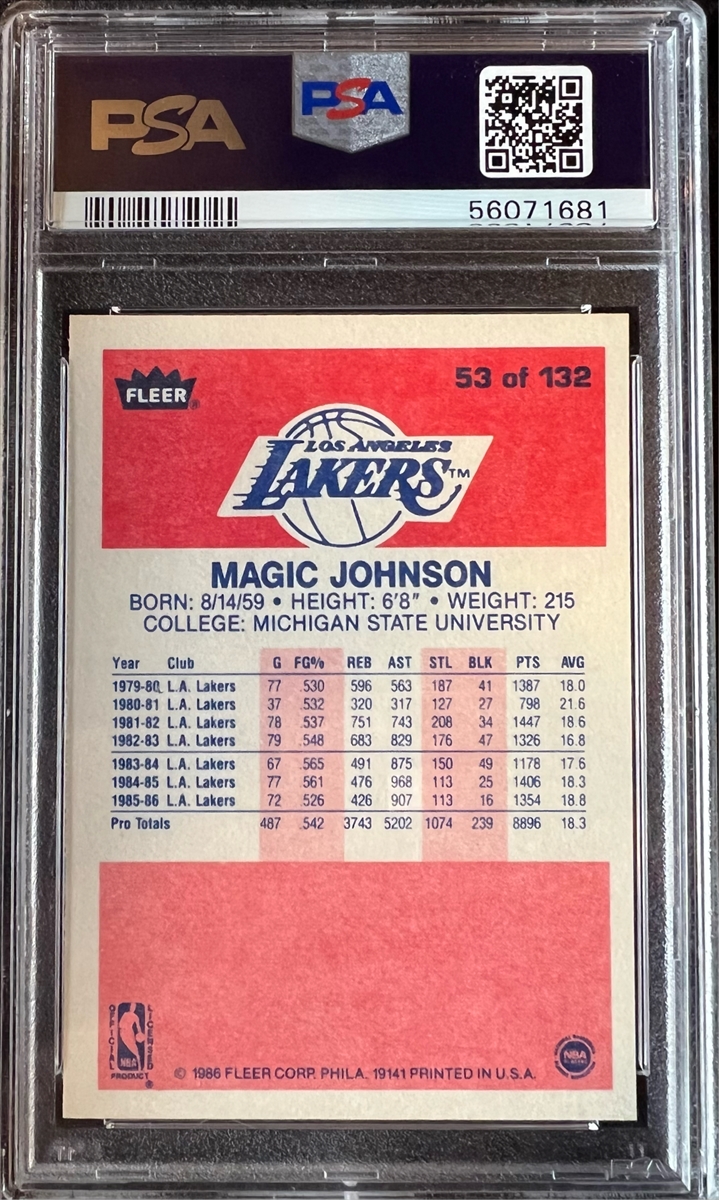 PSA
PSA
56071681
FLEER®
53 of 132
LOS ANGELES
LAKERS™
MAGIC JOHNSON
BORN: 8/14/59 • HEIGHT: 6'8" • WEIGHT: 215
COLLEGE: MICHIGAN STATE UNIVERSITY
Year Club G FG% REB AST STL BLK PTS AVG
1979-80 L.A. Lakers 77 .530 596 563 187 41 1387 18.0
1980-81 L.A. Lakers 37 .532 320 317 127 27 798 21.6
1981-82 L.A. Lakers 78 .537 751 743 208 34 1447 18.6
1982-83 L.A. Lakers 79 .548 683 829 176 47 1326 16.8
1983-84 L.A. Lakers 67 .565 491 875 150 49 1178 17.6
1984-85 L.A. Lakers 77 .561 476 968 113 25 1406 18.3
1985-86 L.A. Lakers 72 .526 426 907 113 16 1354 18.8
Pro Totals 487 .542 3743 5202 1074 239 8896 18.3
OFFICIAL
LICENSED
NBA
PRODUCT®
© 1986 FLEER CORP. PHILA. 19141 PRINTED IN U.S.A.
NBA
PSA